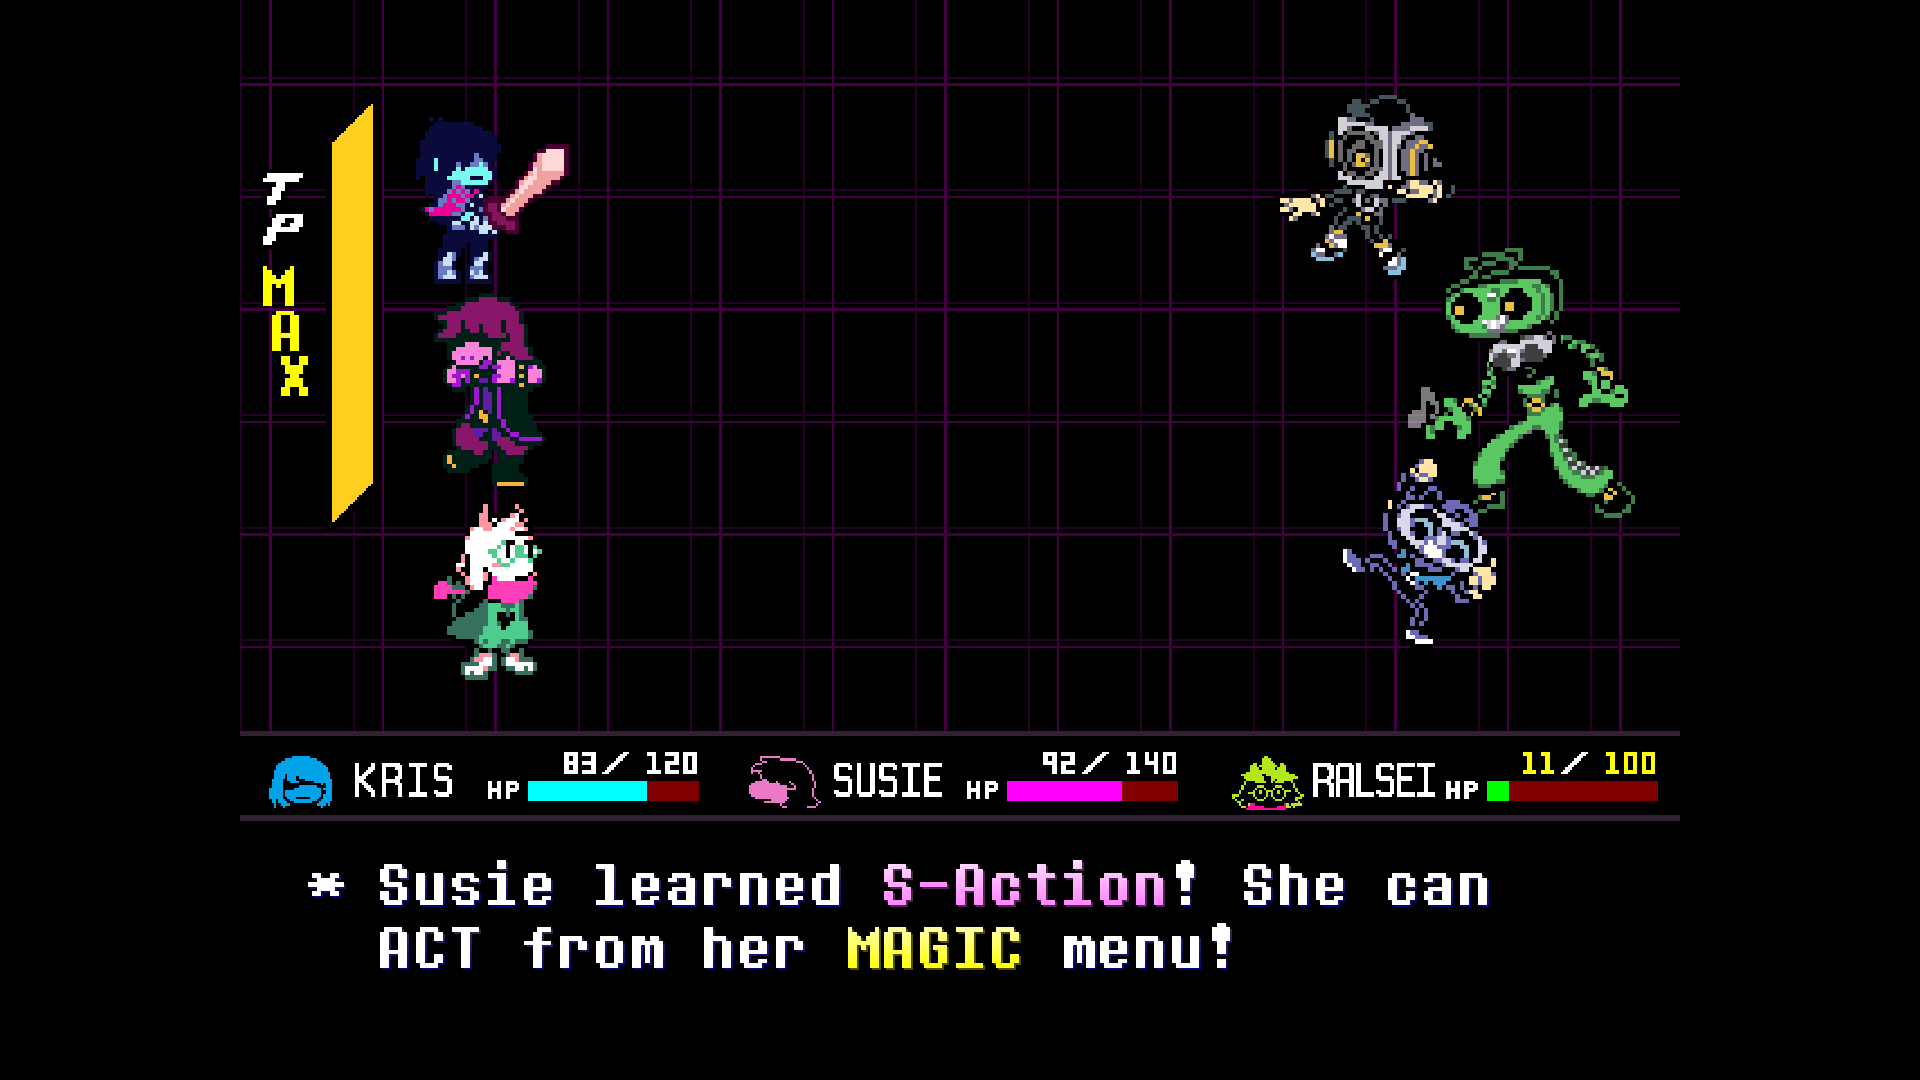 TP
MAX
KRIS HP 83/ 120 SUSIE HP 92/ 140 RALSEI HP 11/ 100
* Susie learned S-Action! She can
ACT from her MAGIC menu!